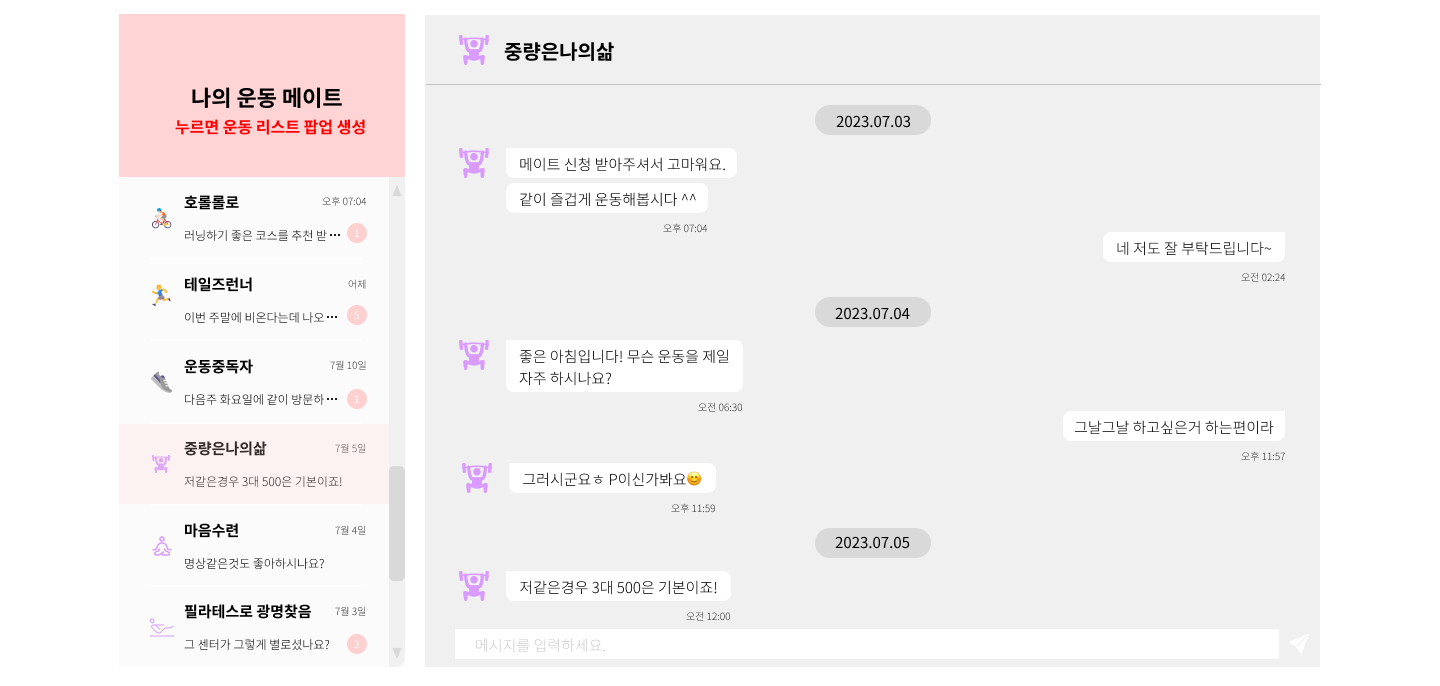 나의 운동 메이트
누르면 운동 리스트 팝업 생성
호롤롤로
오후 07:04
러닝하기 좋은 코스를 추천 받 ···
1
테일즈런너
어제
이번 주말에 비온다는데 나오 ···
5
운동중독자
7월 10일
다음주 화요일에 같이 방문하 ···
1
중량은나의삶
7월 5일
저같은경우 3대 500은 기본이죠!
마음수련
7월 4일
명상같은것도 좋아하시나요?
필라테스로 광명찾음
7월 3일
그 센터가 그렇게 별로셨나요?
3
중량은나의삶
2023.07.03
메이트 신청 받아주셔서 고마워요.
같이 즐겁게 운동해봅시다 ^^
오후 07:04
네 저도 잘 부탁드립니다~
오전 02:24
2023.07.04
좋은 아침입니다! 무슨 운동을 제일
자주 하시나요?
오전 06:30
그날그날 하고싶은거 하는편이라
오후 11:57
그러시군요ㅎ P이신가봐요😊
오후 11:59
2023.07.05
저같은경우 3대 500은 기본이죠!
오전 12:00
메시지를 입력하세요.